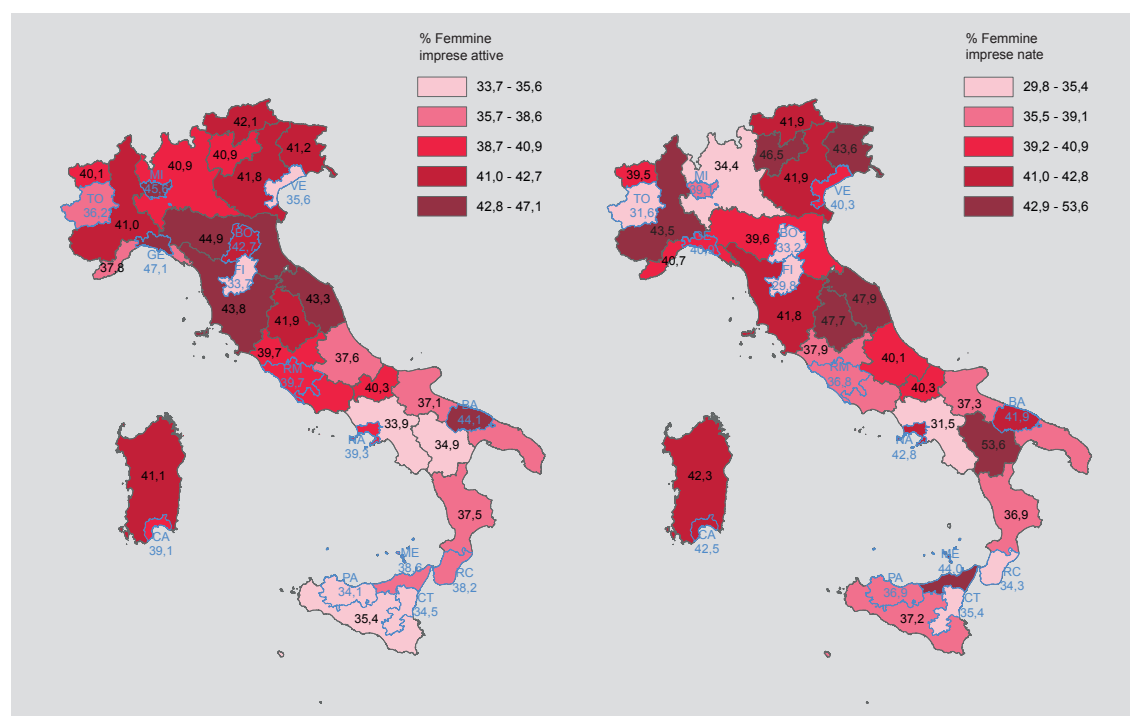 % Femmine
imprese attive
33,7 - 35,6
35,7 - 38,6
38,7 - 40,9
41,0 - 42,7
42,8 - 47,1
42,1
41,2
40,9
40,9
40,1
MI
41,8
VE
35,6
TO
36,2
41,0
44,9
BO
42,7
GE
47,1
37,8
FI
33,7
43,8
43,3
41,9
39,7
37,6
RM
39,7
40,3
37,1
BA
44,1
33,9
NA
39,3
34,9
41,1
CA
39,1
37,5
ME
38,6
RC
38,2
PA
34,1
CT
34,5
35,4
% Femmine
imprese nate
29,8 - 35,4
35,5 - 39,1
39,2 - 40,9
41,0 - 42,8
42,9 - 53,6
41,9
43,6
46,5
34,4
39,5
MI
41,9
VE
40,3
TO
31,6
43,5
GE
39,6
BO
33,2
40,7
FI
29,8
41,8
47,9
47,7
37,9
40,1
RM
36,8
40,3
37,3
BA
41,9
31,5
NA
42,8
53,6
42,3
CA
42,5
36,9
ME
44,0
RC
34,3
PA
36,9
CT
35,4
37,2